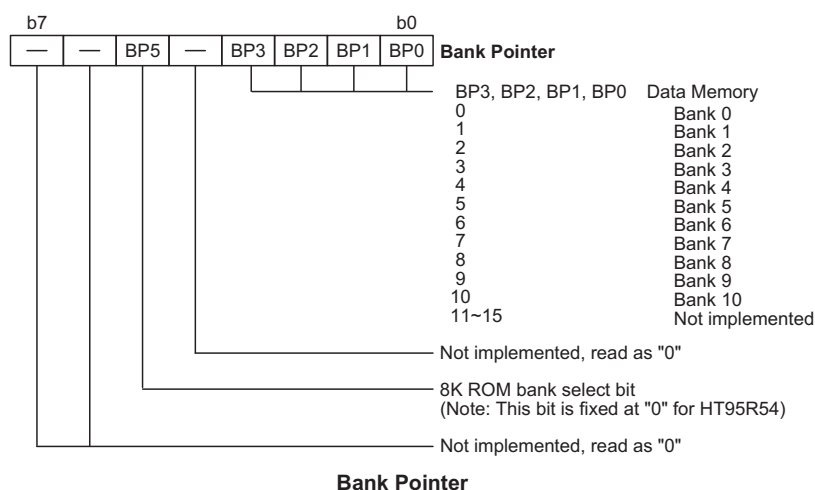 b7 b0
— — BP5 — BP3 BP2 BP1 BP0 Bank Pointer
BP3, BP2, BP1, BP0 Data Memory
0 Bank 0
1 Bank 1
2 Bank 2
3 Bank 3
4 Bank 4
5 Bank 5
6 Bank 6
7 Bank 7
8 Bank 8
9 Bank 9
10 Bank 10
11~15 Not implemented
Not implemented, read as "0"
8K ROM bank select bit
(Note: This bit is fixed at "0" for HT95R54)
Not implemented, read as "0"
Bank Pointer